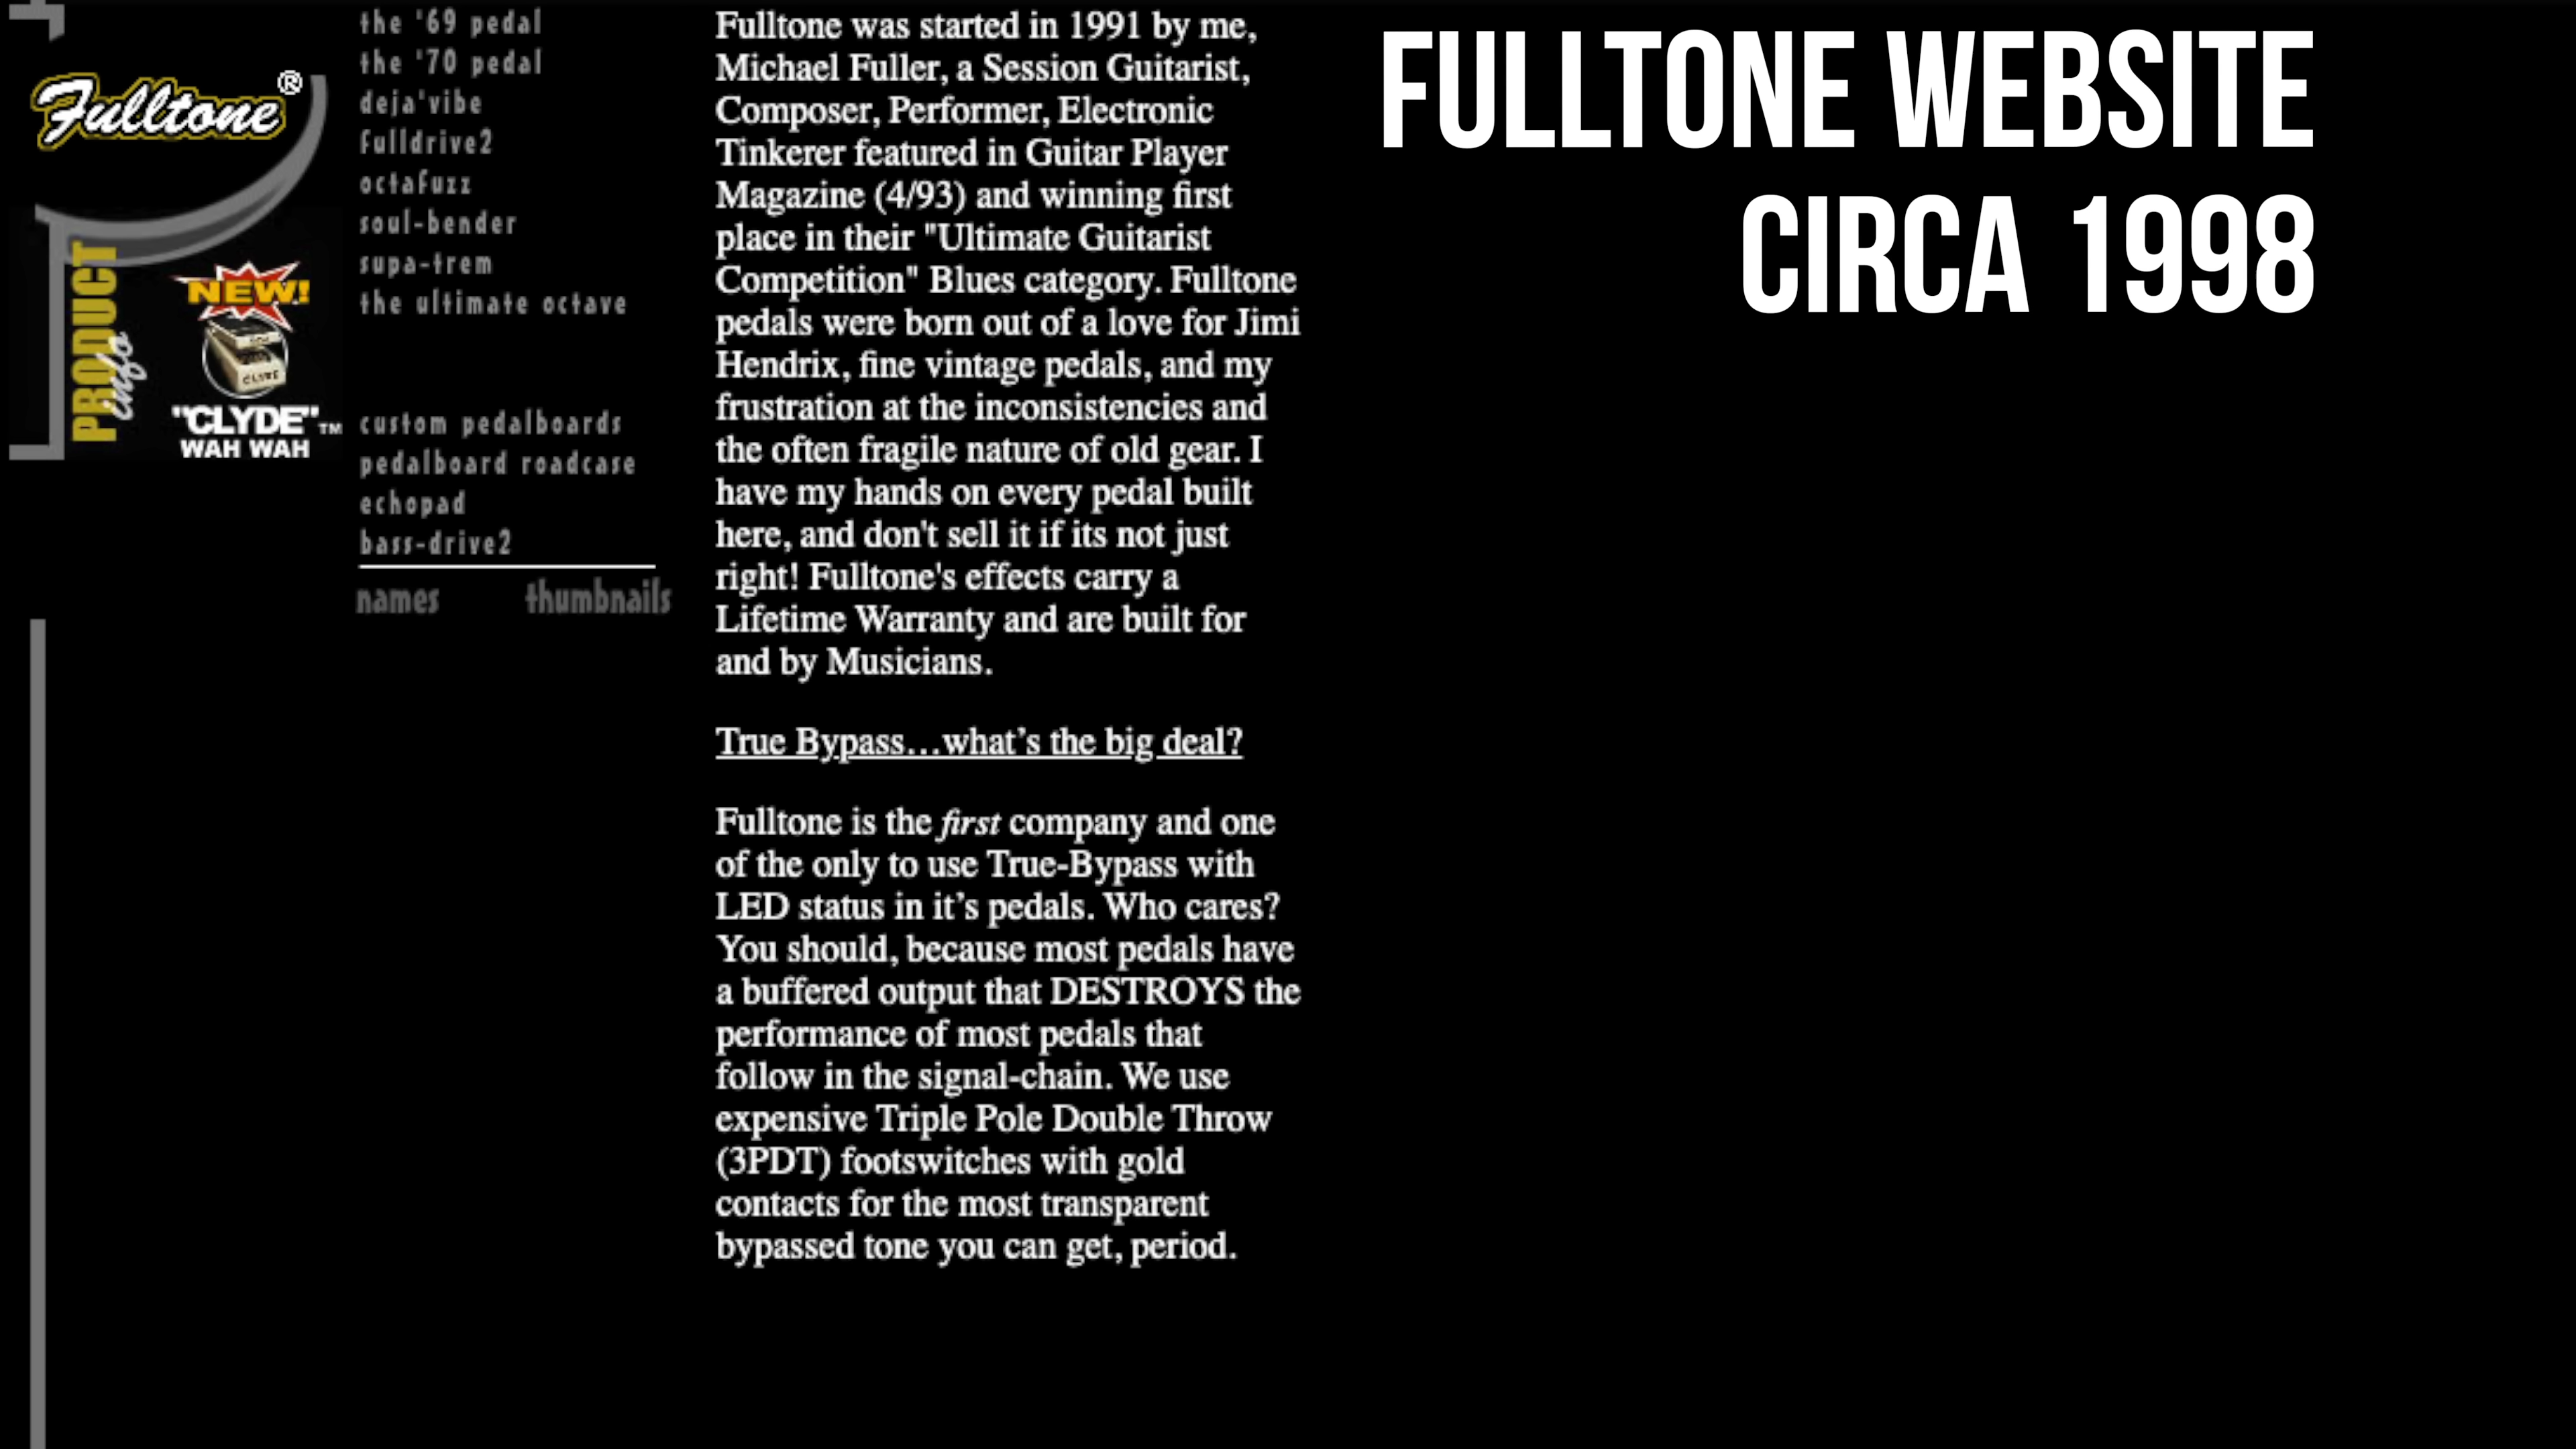 Fulltone®
PRODUCT
info
NEW!
CLYDE
"CLYDE"™
WAH WAH
the '69 pedal
the '70 pedal
deja'vibe
fulldrive2
octafuzz
soul-bender
supa-trem
the ultimate octave
custom pedalboards
pedalboard roadcase
echopad
bass-drive2
names thumbnails
Fulltone was started in 1991 by me,
Michael Fuller, a Session Guitarist,
Composer, Performer, Electronic
Tinkerer featured in Guitar Player
Magazine (4/93) and winning first
place in their "Ultimate Guitarist
Competition" Blues category. Fulltone
pedals were born out of a love for Jimi
Hendrix, fine vintage pedals, and my
frustration at the inconsistencies and
the often fragile nature of old gear. I
have my hands on every pedal built
here, and don't sell it if its not just
right! Fulltone's effects carry a
Lifetime Warranty and are built for
and by Musicians.
True Bypass…what’s the big deal?
Fulltone is the first company and one
of the only to use True-Bypass with
LED status in it’s pedals. Who cares?
You should, because most pedals have
a buffered output that DESTROYS the
performance of most pedals that
follow in the signal-chain. We use
expensive Triple Pole Double Throw
(3PDT) footswitches with gold
contacts for the most transparent
bypassed tone you can get, period.
FULLTONE WEBSITE
CIRCA 1998